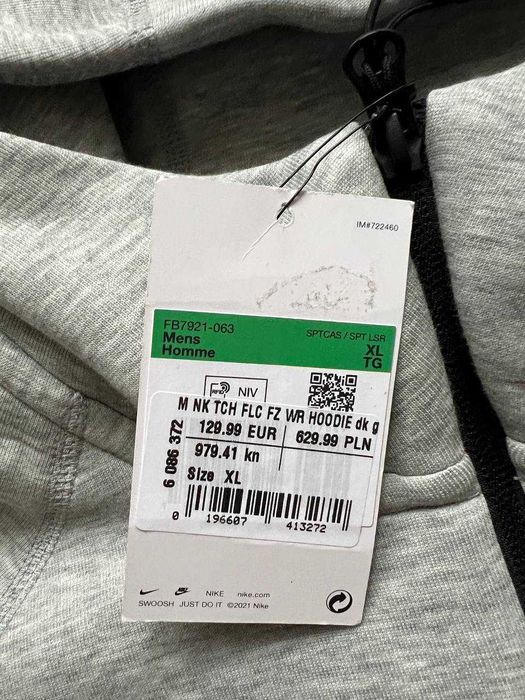 IM#722460
FB7921-063
SPTCAS / SPT LSR
Mens
XL
Homme
TG
RFID NIV
M NK TCH FLC FZ WR HOODIE dk g
129.99 EUR 629.99 PLN
979.41 kn
Size XL
6 086 372
0 196607 413272
NIKE nike.com
SWOOSH JUST DO IT ©2021 Nike